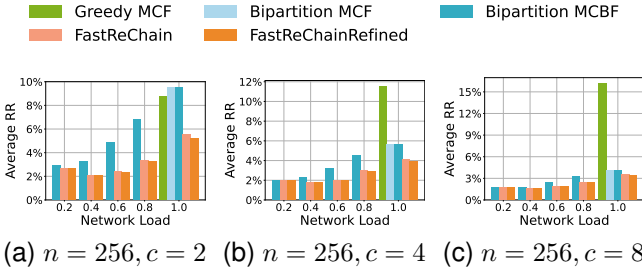 Greedy MCF Bipartition MCF Bipartition MCBF
FastReChain FastReChainRefined
10%
8%
6%
4%
2%
0%
Average RR
0.2 0.4 0.6 0.8 1.0
Network Load
12%
10%
8%
6%
4%
2%
0%
Average RR
0.2 0.4 0.6 0.8 1.0
Network Load
15%
12%
9%
6%
3%
0%
Average RR
0.2 0.4 0.6 0.8 1.0
Network Load
(a) n = 256, c = 2 (b) n = 256, c = 4 (c) n = 256, c = 8